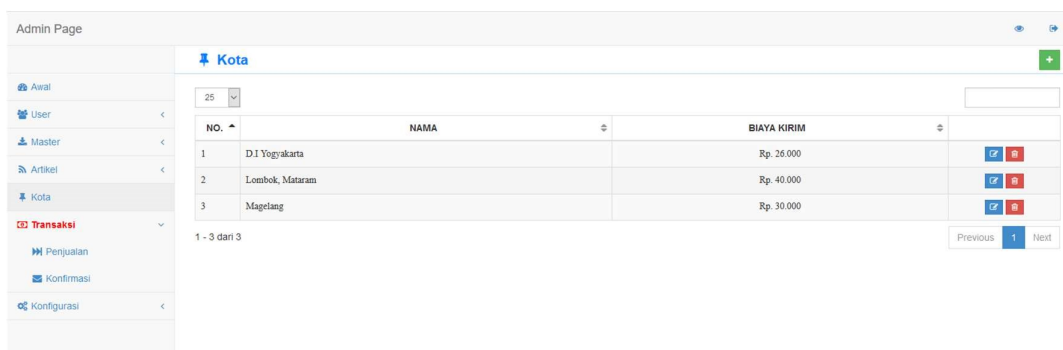 Admin Page
Kota
Awal
User
Master
Artikel
Kota
Transaksi
Penjualan
Konfirmasi
Konfigurasi
25
NO. NAMA BIAYA KIRIM
1 D.I Yogyakarta Rp. 26.000
2 Lombok, Mataram Rp. 40.000
3 Magelang Rp. 30.000
1 - 3 dari 3
Previous 1 Next